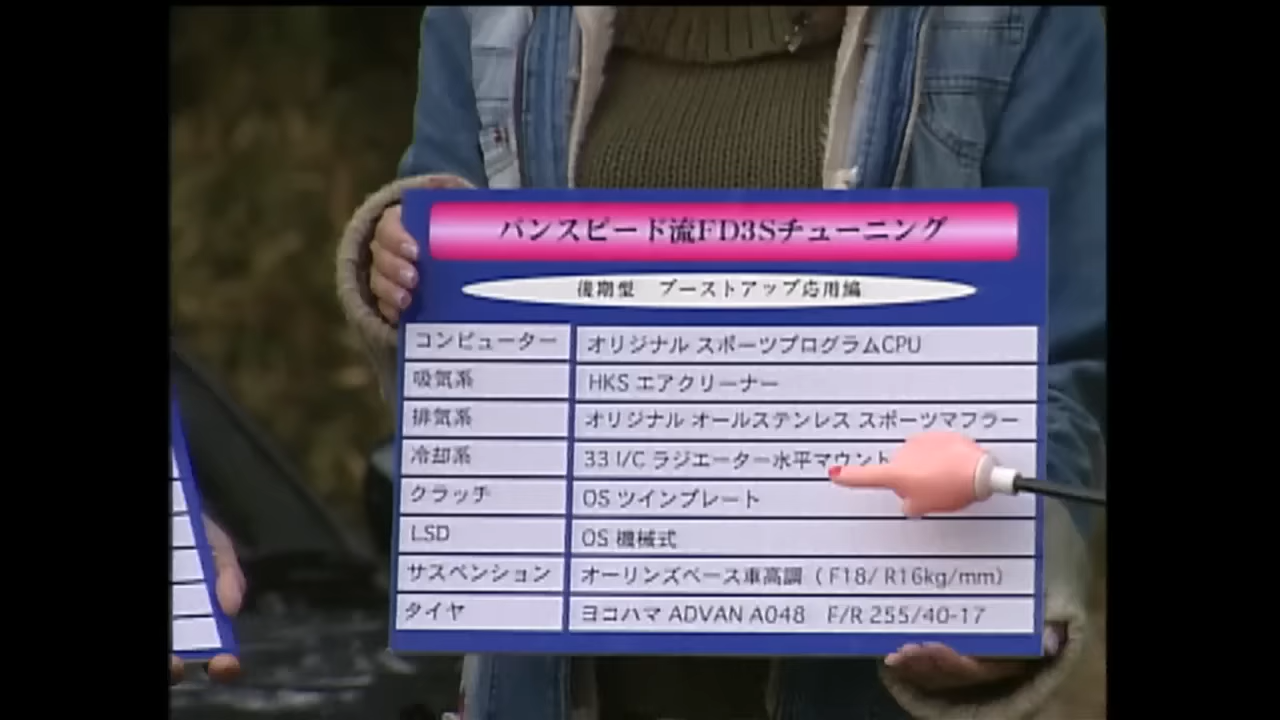 パンスピード流FD3Sチューニング
後期型 ブーストアップ応用編
コンピューター オリジナル スポーツプログラムCPU
吸気系 HKS エアクリーナー
排気系 オリジナル オールステンレス スポーツマフラー
冷却系 33 I/C ラジエーター水平マウント
クラッチ OS ツインプレート
LSD OS 機械式
サスペンション オーリンズベース車高調 ( F18/ R16kg/mm)
タイヤ ヨコハマ ADVAN A048 F/R 255/40-17